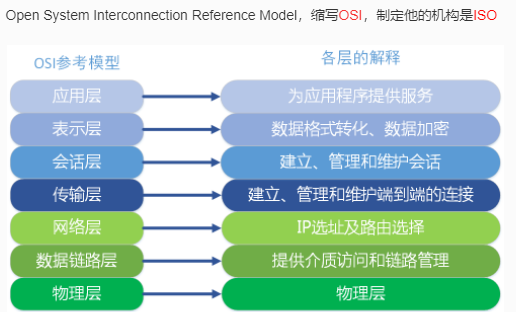 Open System Interconnection Reference Model，缩写OSI，制定他的机构是ISO
OSI参考模型 各层的解释
应用层 为应用程序提供服务
表示层 数据格式转化、数据加密
会话层 建立、管理和维护会话
传输层 建立、管理和维护端到端的连接
网络层 IP选址及路由选择
数据链路层 提供介质访问和链路管理
物理层 物理层